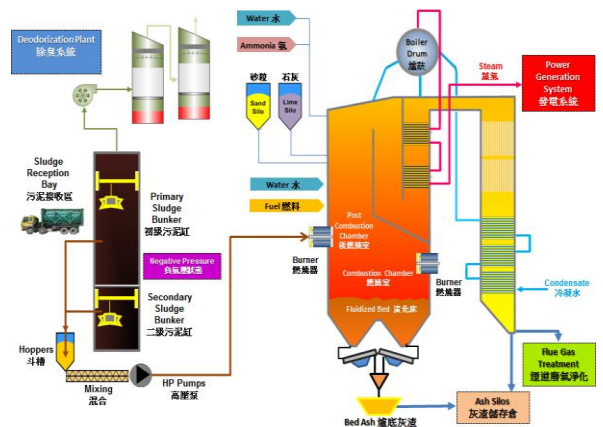 Deodorization Plant
除臭系統
Water 水
Ammonia 氨
砂粒
Sand
Silo
石灰
Lime
Silo
Boiler
Drum
爐鼓
Steam
蒸氣
Power
Generation
System
發電系統
Sludge
Reception
Bay
污泥接收區
Primary
Sludge
Bunker
初級污泥缸
Negative Pressure
負氣壓狀態
Secondary
Sludge
Bunker
二級污泥缸
Water 水
Fuel 燃料
Post
Combustion
Chamber
後燃燒室
Burner
燃燒器
Combustion Chamber
燃燒室
Burner
燃燒器
Fluidized Bed 流化床
Condensate
冷凝水
Hoppers
斗槽
Mixing
混合
HP Pumps
高壓泵
Flue Gas
Treatment
煙道廢氣淨化
Bed Ash 爐底灰渣
Ash Silos
灰渣儲存倉